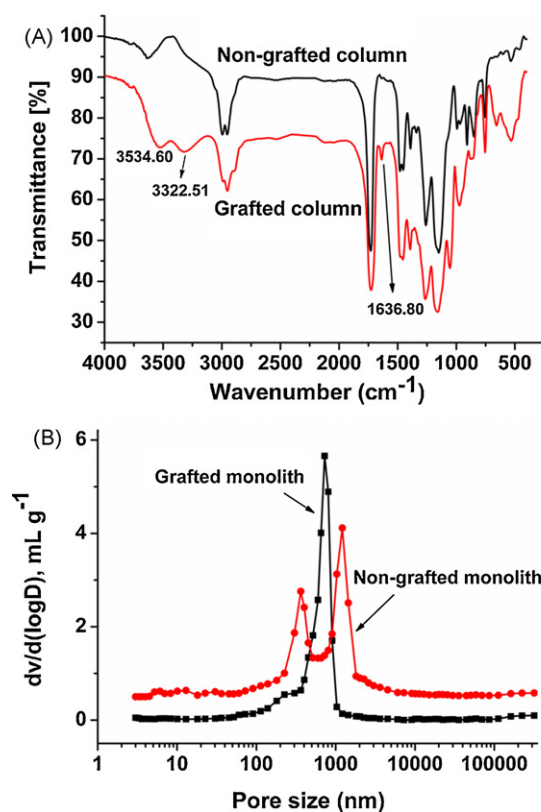 (A)
Transmittance [%]
100
90
80
70
60
50
40
30
Non-grafted column
3534.60
3322.51
Grafted column
1636.80
4000 3500 3000 2500 2000 1500 1000 500
Wavenumber (cm-1)
(B)
dv/d(logD), mL g-1
6
4
2
0
Grafted monolith
Non-grafted monolith
1 10 100 1000 10000 100000
Pore size (nm)